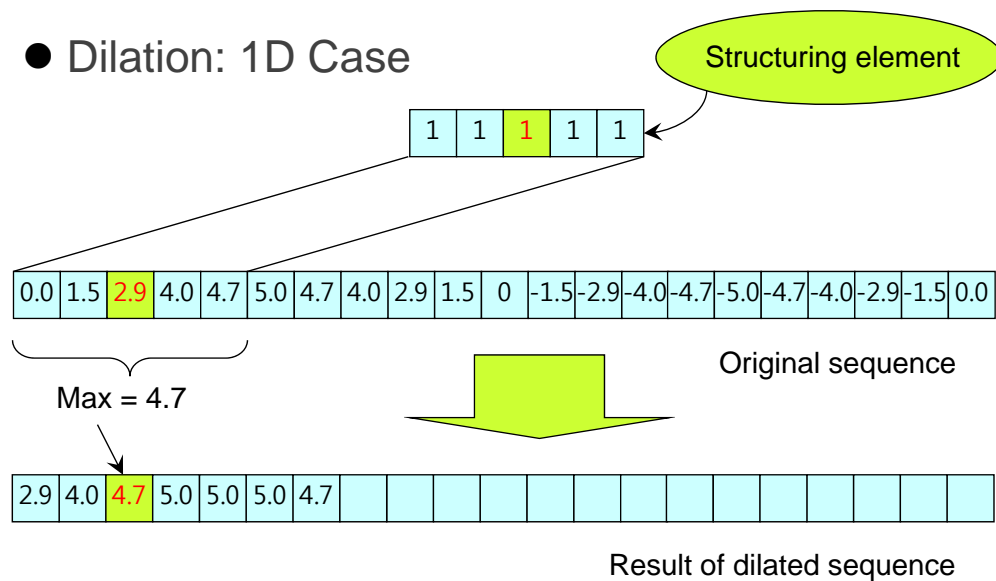 ● Dilation: 1D Case
Structuring element
1 1 1 1 1
0.0 1.5 2.9 4.0 4.7 5.0 4.7 4.0 2.9 1.5 0 -1.5 -2.9 -4.0 -4.7 -5.0 -4.7 -4.0 -2.9 -1.5 0.0
Original sequence
Max = 4.7
2.9 4.0 4.7 5.0 5.0 5.0 4.7
Result of dilated sequence